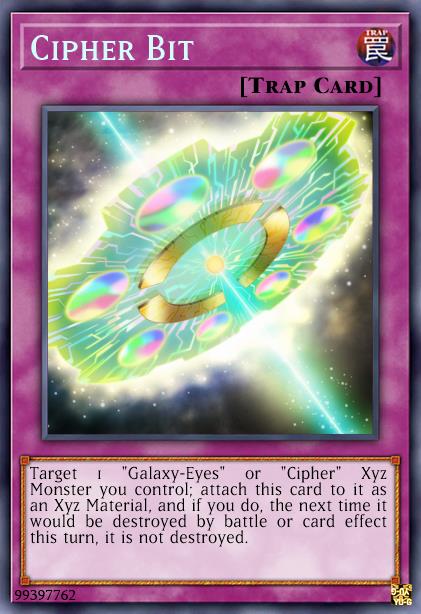 Cipher Bit
TRAP
罠
[Trap Card]
Target 1 "Galaxy-Eyes" or "Cipher" Xyz
Monster you control; attach this card to it as
an Xyz Material, and if you do, the next time it
would be destroyed by battle or card effect
this turn, it is not destroyed.
99397762